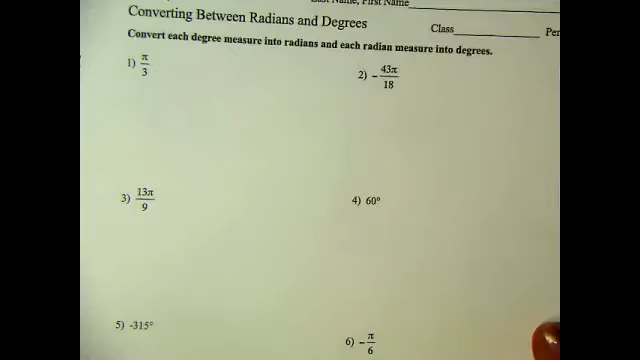 Name, First Name
Converting Between Radians and Degrees
Class
Convert each degree measure into radians and each radian measure into degrees.
1) π/3
2) -43π/18
3) 13π/9
4) 60°
5) -315°
6) -π/6